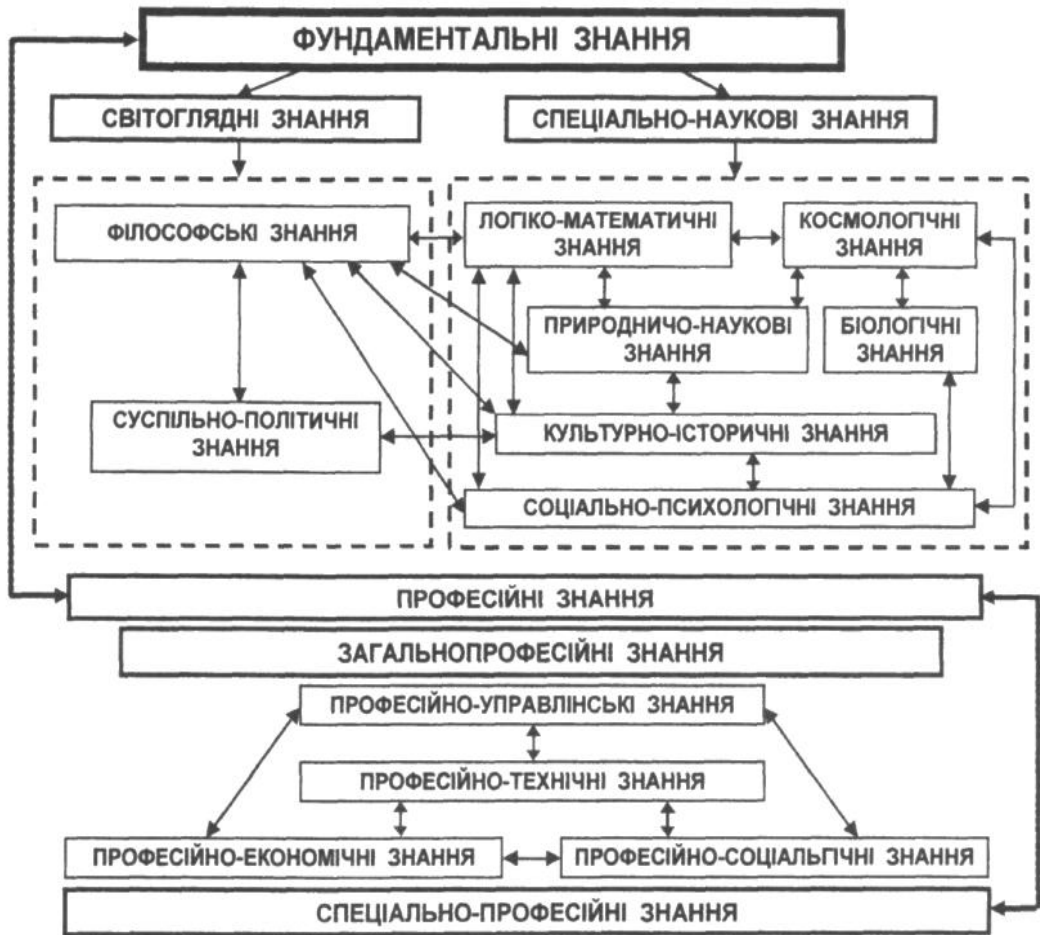 ФУНДАМЕНТАЛЬНІ ЗНАННЯ
СВІТОГЛЯДНІ ЗНАННЯ
СПЕЦІАЛЬНО-НАУКОВІ ЗНАННЯ
ФІЛОСОФСЬКІ ЗНАННЯ
ЛОГІКО-МАТЕМАТИЧНІ
ЗНАННЯ
КОСМОЛОГІЧНІ
ЗНАННЯ
ПРИРОДНИЧО-НАУКОВІ
ЗНАННЯ
БІОЛОГІЧНІ
ЗНАННЯ
СУСПІЛЬНО-ПОЛІТИЧНІ
ЗНАННЯ
КУЛЬТУРНО-ІСТОРИЧНІ ЗНАННЯ
СОЦІАЛЬНО-ПСИХОЛОГІЧНІ ЗНАННЯ
ПРОФЕСІЙНІ ЗНАННЯ
ЗАГАЛЬНОПРОФЕСІЙНІ ЗНАННЯ
ПРОФЕСІЙНО-УПРАВЛІНСЬКІ ЗНАННЯ
ПРОФЕСІЙНО-ТЕХНІЧНІ ЗНАННЯ
ПРОФЕСІЙНО-ЕКОНОМІЧНІ ЗНАННЯ
ПРОФЕСІЙНО-СОЦІАЛЬГІЧНІ ЗНАННЯ
СПЕЦІАЛЬНО-ПРОФЕСІЙНІ ЗНАННЯ